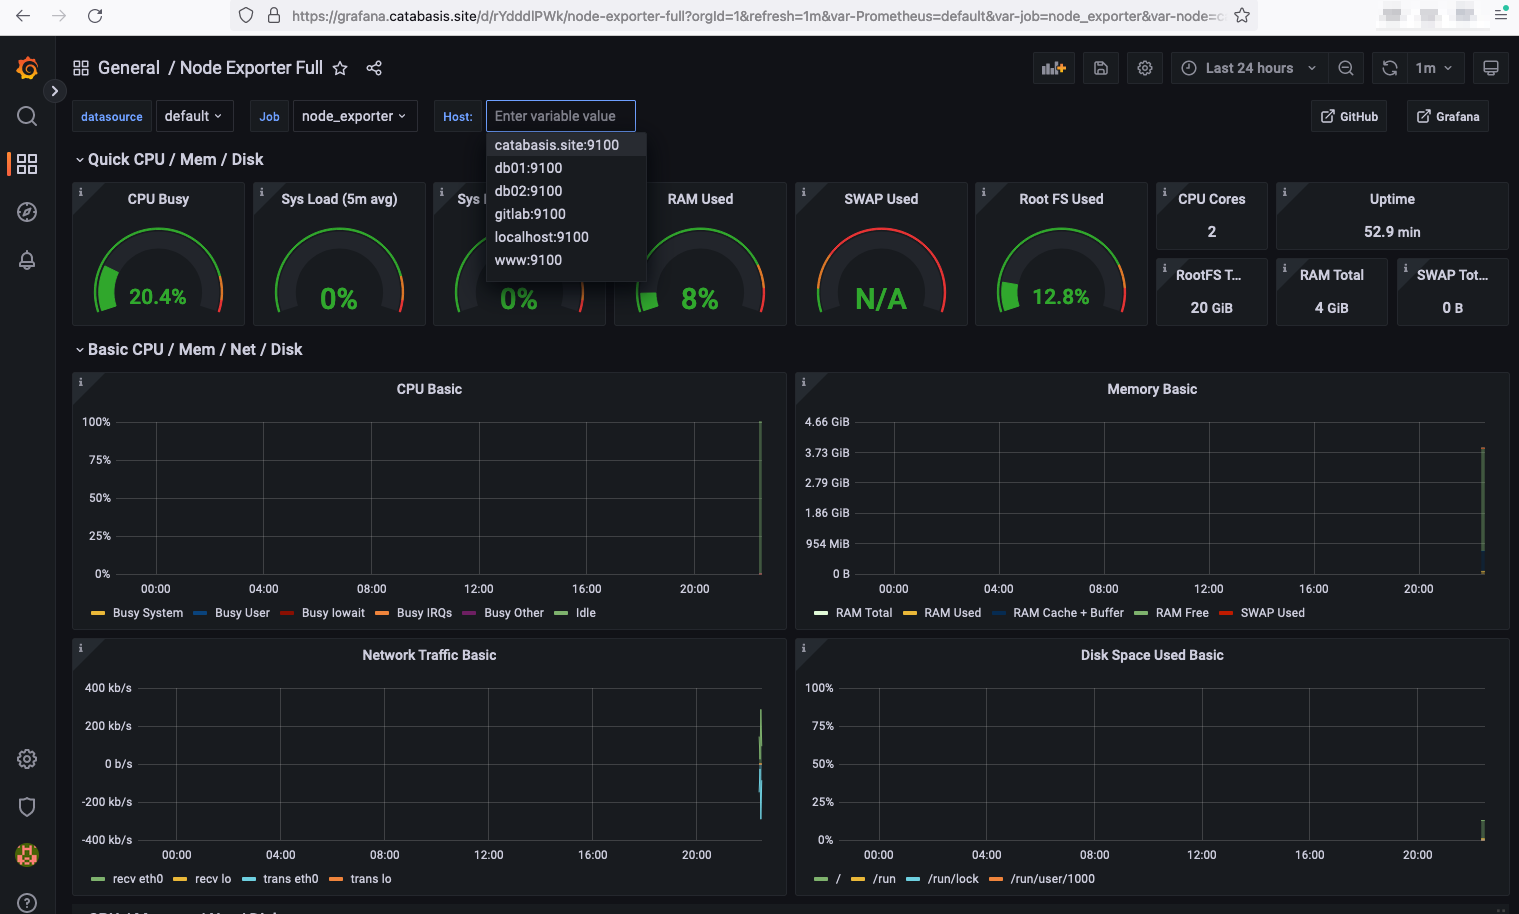 https://grafana.catabasis.site/d/rYdddlPWk/node-exporter-full?orgId=1&refresh=1m&var-Prometheus=default&var-job=node_exporter&var-node=c
General / Node Exporter Full
Last 24 hours
1m
datasource default Job node_exporter Host: Enter variable value
GitHub Grafana
catabasis.site:9100
db01:9100
db02:9100
gitlab:9100
localhost:9100
www:9100
Quick CPU / Mem / Disk
CPU Busy
20.4%
Sys Load (5m avg)
0%
Sys
0%
RAM Used
8%
SWAP Used
N/A
Root FS Used
12.8%
CPU Cores
2
Uptime
52.9 min
RootFS T...
20 GiB
RAM Total
4 GiB
SWAP Tot...
0 B
Basic CPU / Mem / Net / Disk
CPU Basic
100%
75%
50%
25%
0%
00:00 04:00 08:00 12:00 16:00 20:00
Busy System Busy User Busy Iowait Busy IRQs Busy Other Idle
Memory Basic
4.66 GiB
3.73 GiB
2.79 GiB
1.86 GiB
954 MiB
0 B
00:00 04:00 08:00 12:00 16:00 20:00
RAM Total RAM Used RAM Cache + Buffer RAM Free SWAP Used
Network Traffic Basic
400 kb/s
200 kb/s
0 b/s
-200 kb/s
-400 kb/s
00:00 04:00 08:00 12:00 16:00 20:00
recv eth0 recv lo trans eth0 trans lo
Disk Space Used Basic
100%
75%
50%
25%
0%
00:00 04:00 08:00 12:00 16:00 20:00
/ /run /run/lock /run/user/1000